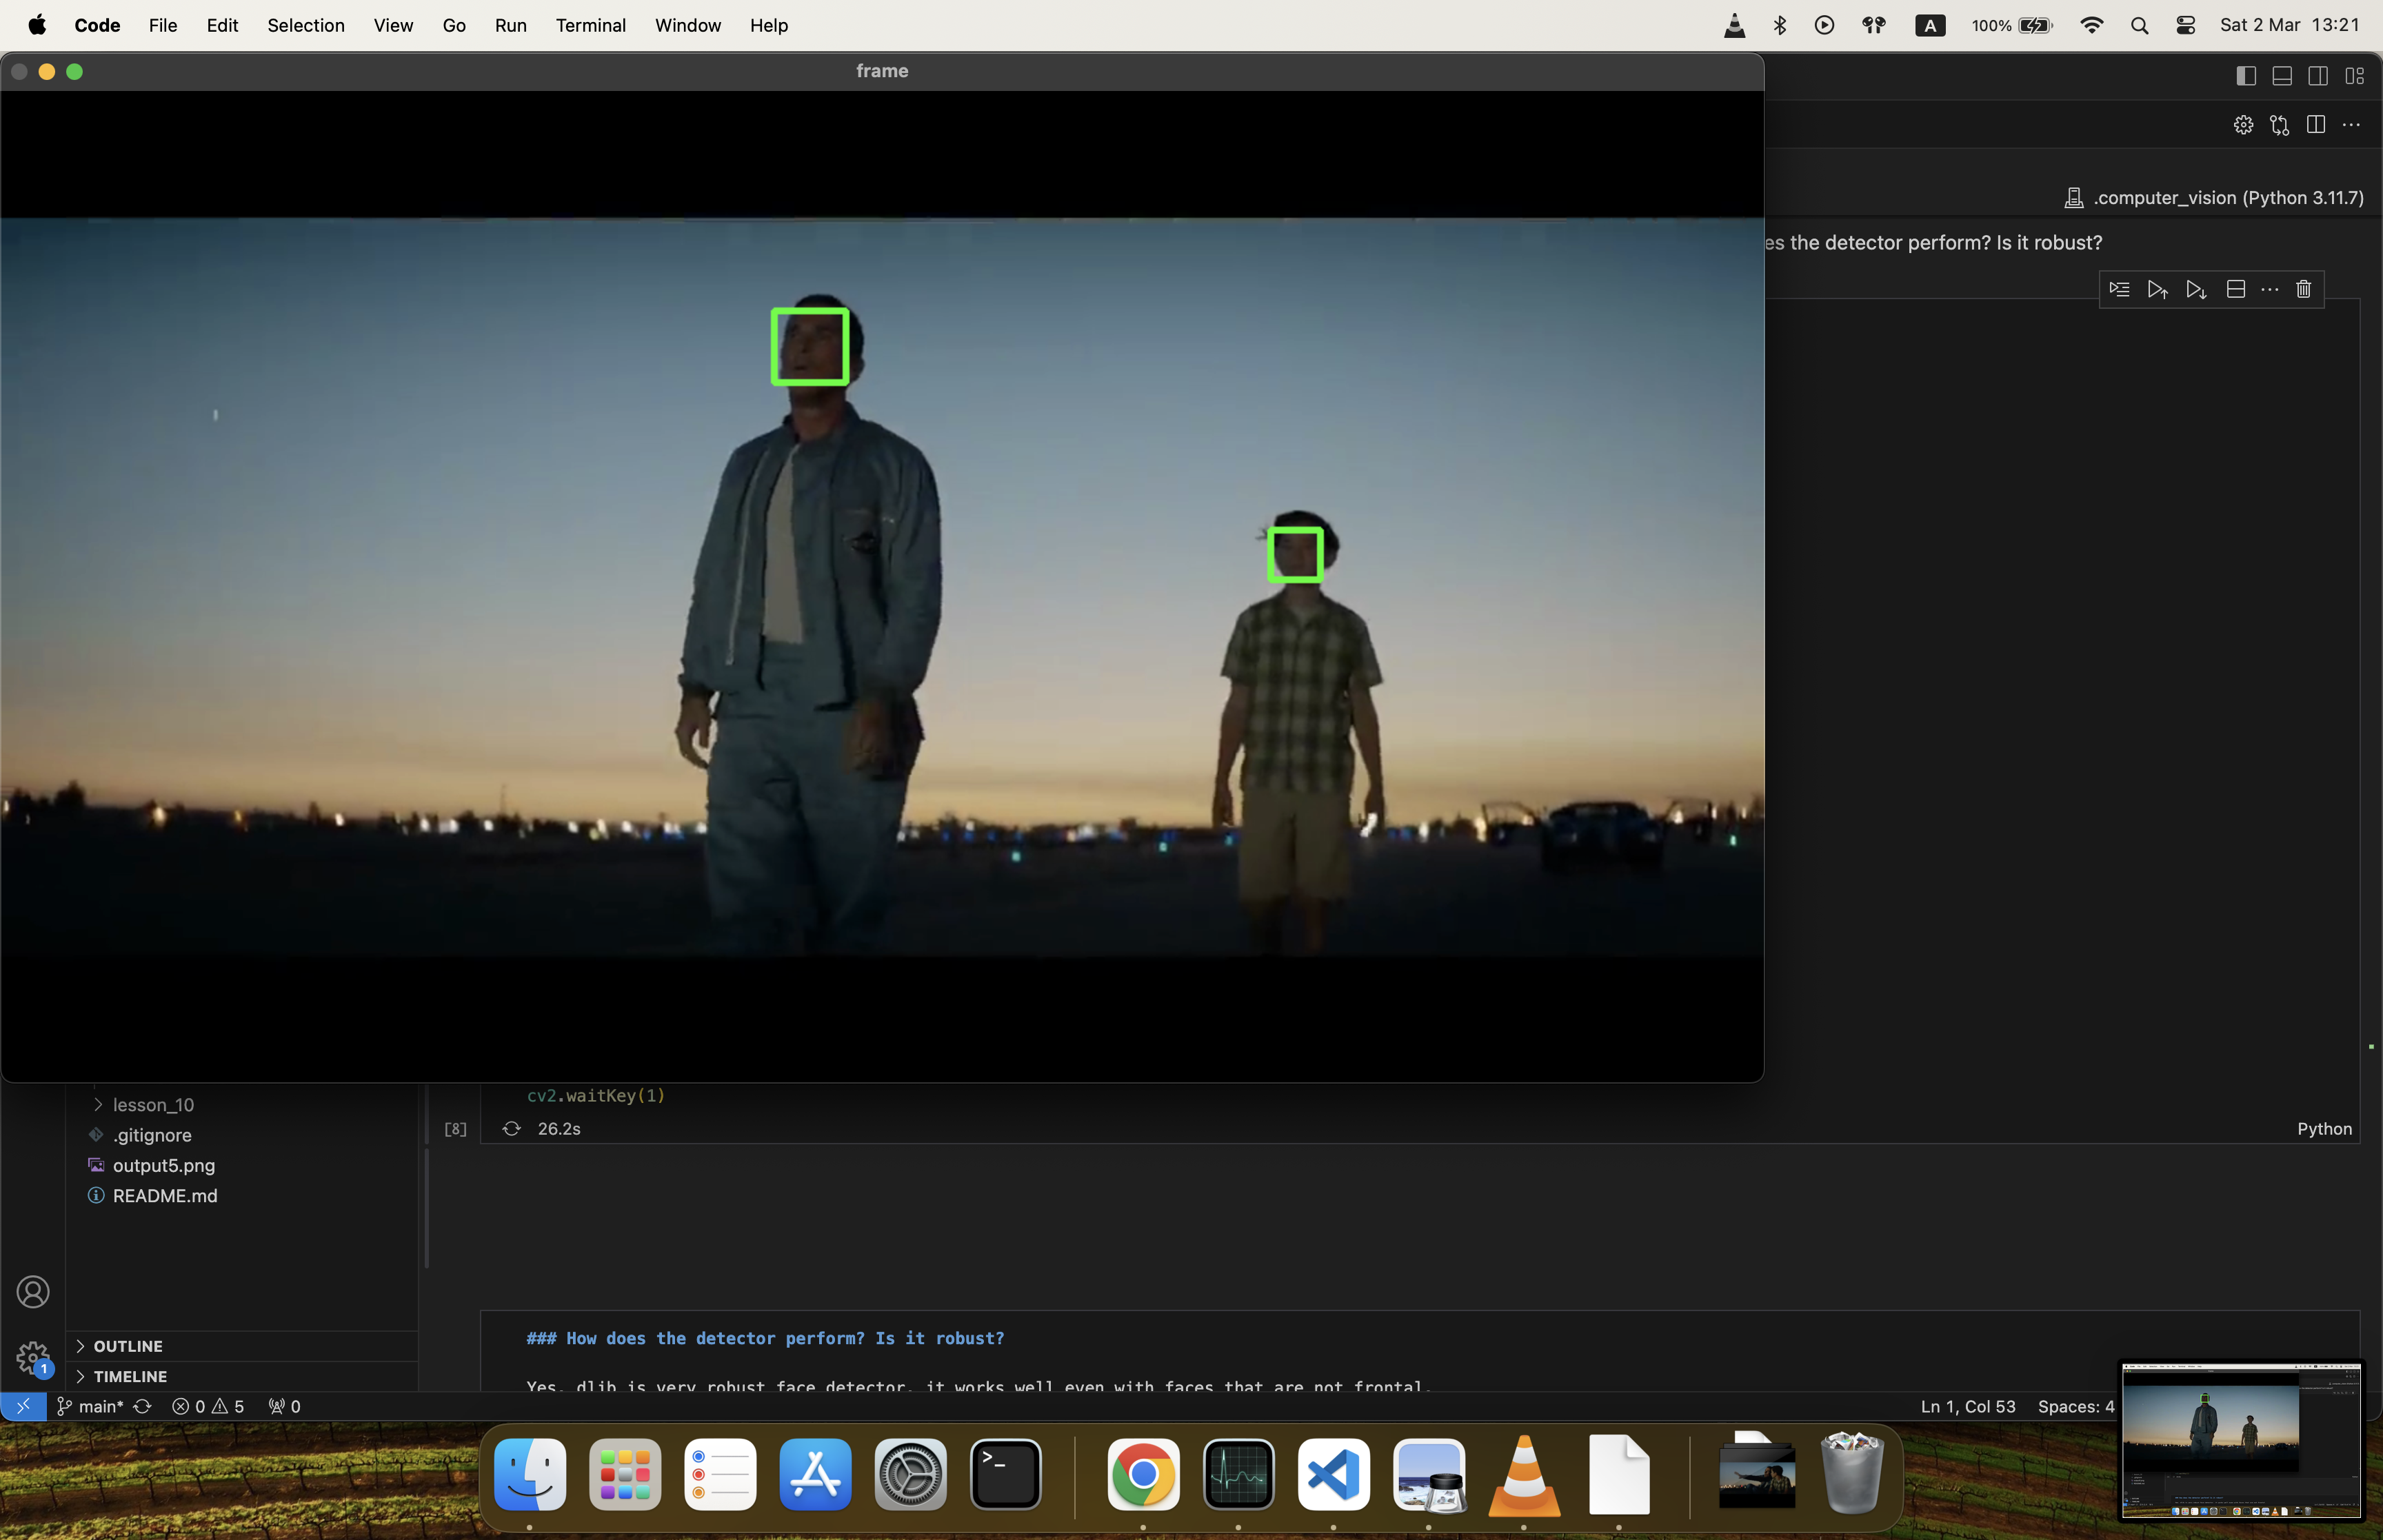 Code File Edit Selection View Go Run Terminal Window Help A 100% Sat 2 Mar 13:21
frame
.computer_vision (Python 3.11.7)
es the detector perform? Is it robust?
lesson_10
cv2.waitKey(1)
[8] 26.2s Python
.gitignore
output5.png
README.md
### How does the detector perform? Is it robust?
OUTLINE
TIMELINE
1
Yes, dlib is very robust face detector, it works well even with faces that are not frontal.
main* 0 5 0 Ln 1, Col 53 Spaces: 4
>_